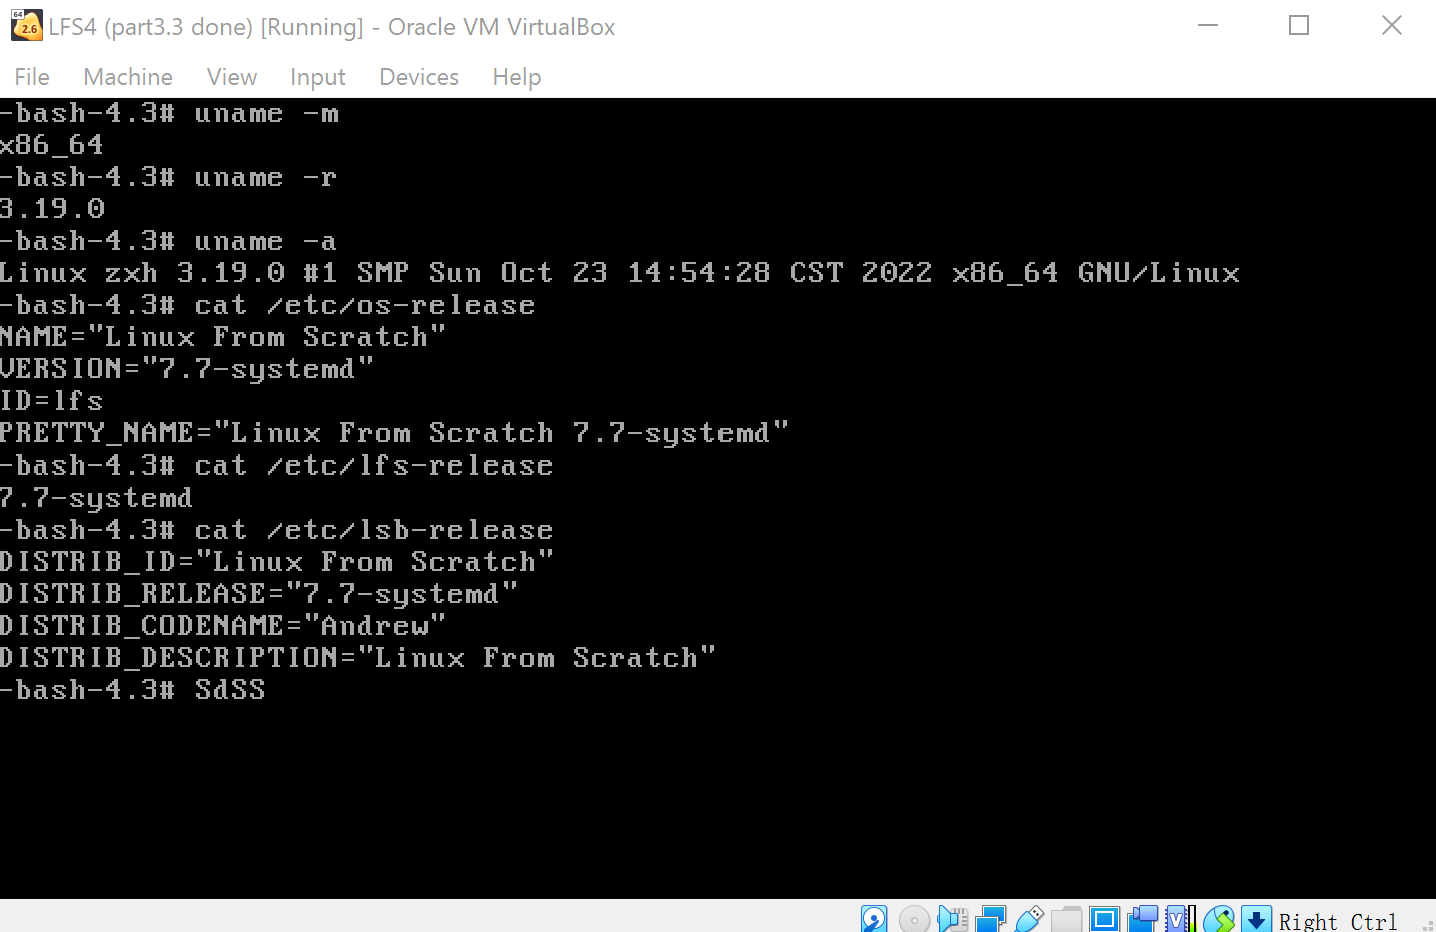 64
2.6
LFS4 (part3.3 done) [Running] - Oracle VM VirtualBox
File Machine View Input Devices Help
-bash-4.3# uname -m
x86_64
-bash-4.3# uname -r
3.19.0
-bash-4.3# uname -a
Linux zxh 3.19.0 #1 SMP Sun Oct 23 14:54:28 CST 2022 x86_64 GNU/Linux
-bash-4.3# cat /etc/os-release
NAME="Linux From Scratch"
VERSION="7.7-systemd"
ID=lfs
PRETTY_NAME="Linux From Scratch 7.7-systemd"
-bash-4.3# cat /etc/lfs-release
7.7-systemd
-bash-4.3# cat /etc/lsb-release
DISTRIB_ID="Linux From Scratch"
DISTRIB_RELEASE="7.7-systemd"
DISTRIB_CODENAME="Andrew"
DISTRIB_DESCRIPTION="Linux From Scratch"
-bash-4.3# SdSS
V
Right Ctrl